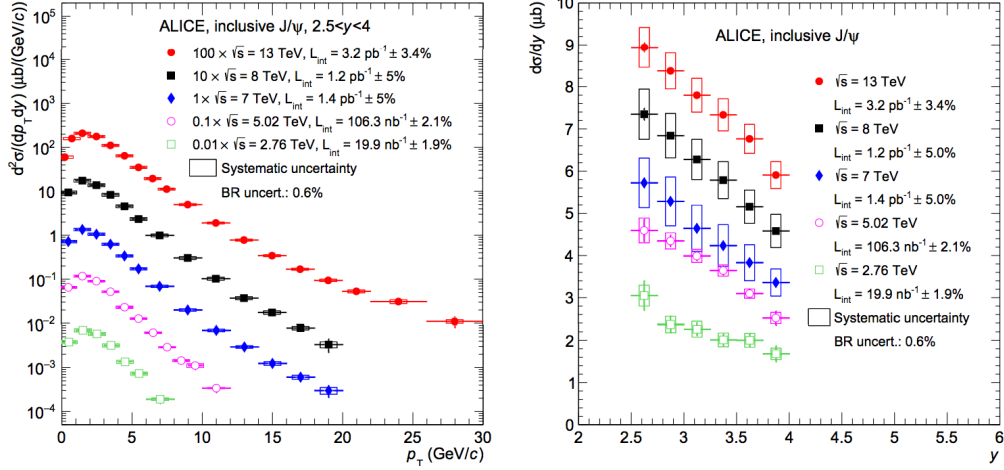 ALICE, inclusive J/ψ, 2.5<y<4
100 × √s = 13 TeV, L_int = 3.2 pb⁻¹ ± 3.4%
10 × √s = 8 TeV, L_int = 1.2 pb⁻¹ ± 5%
1 × √s = 7 TeV, L_int = 1.4 pb⁻¹ ± 5%
0.1 × √s = 5.02 TeV, L_int = 106.3 nb⁻¹ ± 2.1%
0.01 × √s = 2.76 TeV, L_int = 19.9 nb⁻¹ ± 1.9%
Systematic uncertainty
BR uncert.: 0.6%
d²σ/(dp_T dy) (μb/(GeV/c))
10⁵
10⁴
10³
10²
10
1
10⁻¹
10⁻²
10⁻³
10⁻⁴
0 5 10 15 20 25 30
p_T (GeV/c)
ALICE, inclusive J/ψ
√s = 13 TeV
L_int = 3.2 pb⁻¹ ± 3.4%
√s = 8 TeV
L_int = 1.2 pb⁻¹ ± 5.0%
√s = 7 TeV
L_int = 1.4 pb⁻¹ ± 5.0%
√s = 5.02 TeV
L_int = 106.3 nb⁻¹ ± 2.1%
√s = 2.76 TeV
L_int = 19.9 nb⁻¹ ± 1.9%
Systematic uncertainty
BR uncert.: 0.6%
dσ/dy (μb)
10
9
8
7
6
5
4
3
2
1
0
2 2.5 3 3.5 4 4.5 5
y